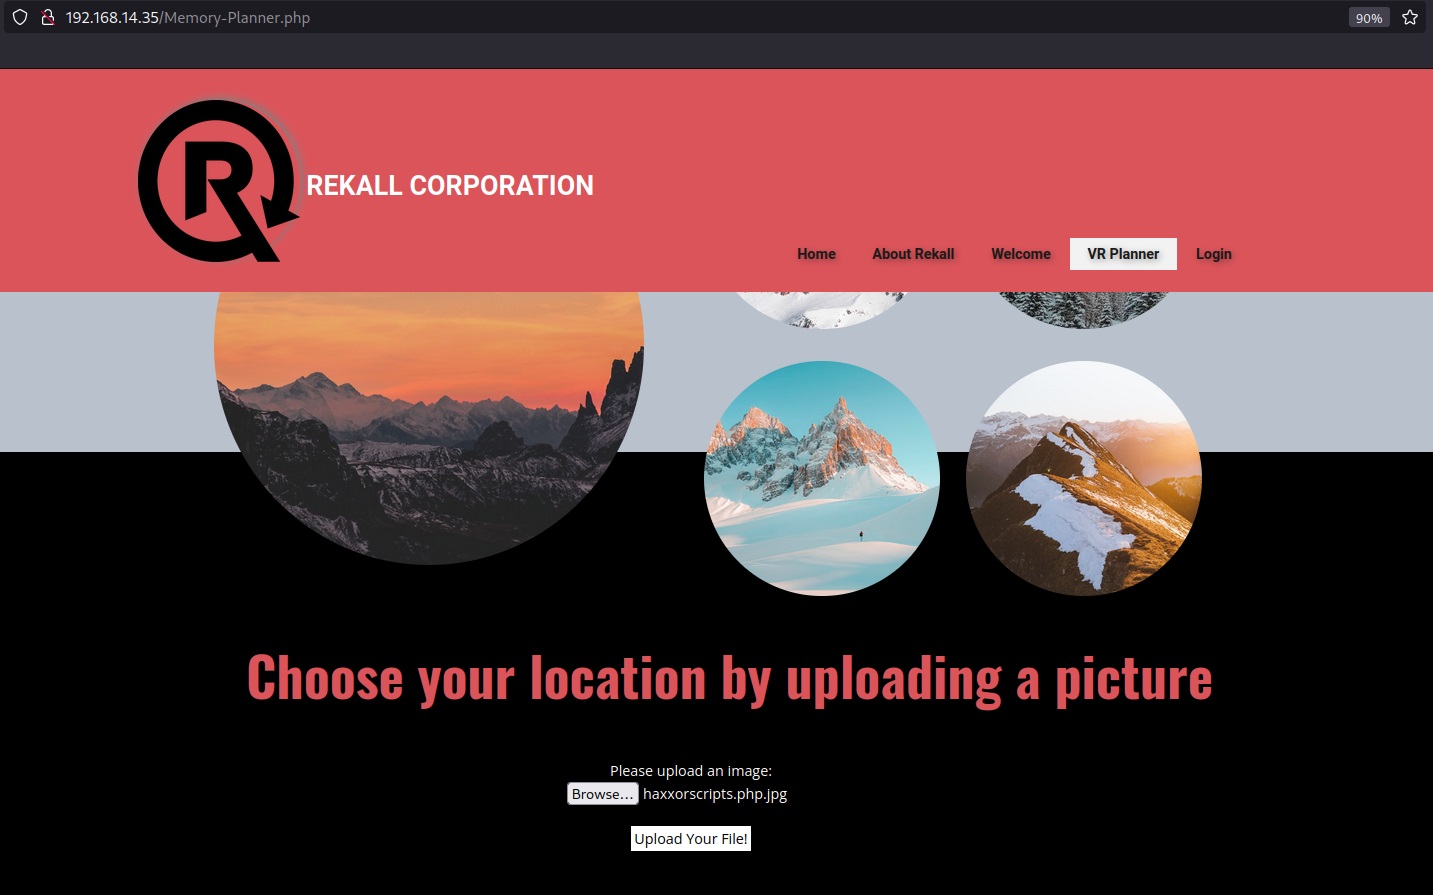 192.168.14.35/Memory-Planner.php
90%
R
REKALL CORPORATION
Home About Rekall Welcome VR Planner Login
Choose your location by uploading a picture
Please upload an image:
Browse... haxxorscripts.php.jpg
Upload Your File!